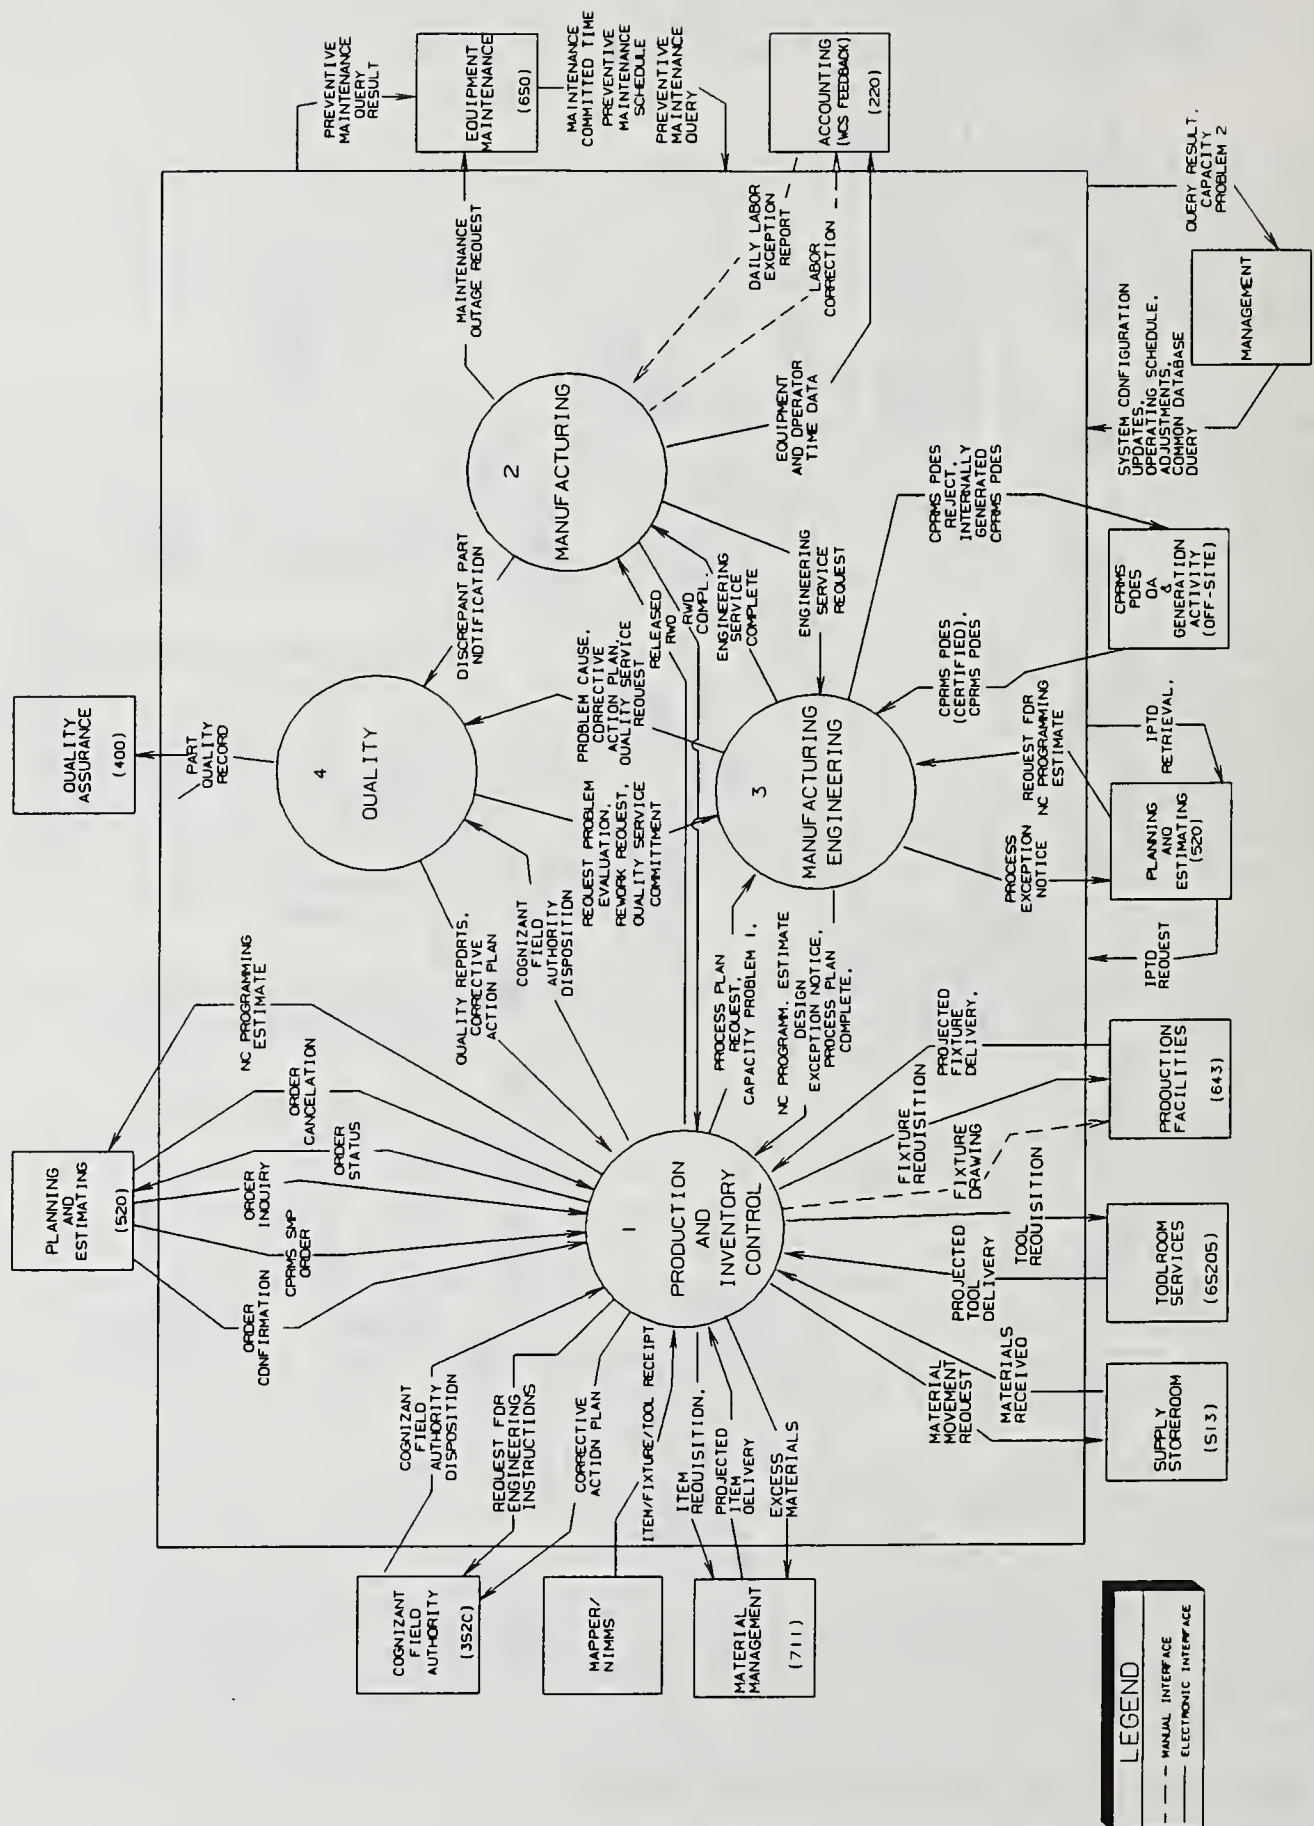 PLANNING
AND
ESTIMATING
(520)
QUALITY
ASSURANCE
(400)
ORDER
CONFIRMATION
CPRMS SMP
ORDER
ORDER
INQUIRY
ORDER
STATUS
ORDER
CANCELATION
NC PROGRAMMING
ESTIMATE
PART
QUALITY
RECORD
PREVENTIVE
MAINTENANCE
QUERY
RESULT
EQUIPMENT
MAINTENANCE
(650)
MAINTENANCE
COMMITTED TIME
PREVENTIVE
MAINTENANCE
SCHEDULE
PREVENTIVE
MAINTENANCE
QUERY
ACCOUNTING
(WCS FEEDBACK)
(220)
COGNIZANT
FIELD
AUTHORITY
(352C)
COGNIZANT
FIELD
AUTHORITY
DISPOSITION
REQUEST FOR
ENGINEERING
INSTRUCTIONS
CORRECTIVE
ACTION PLAN
MAPPER/
NIMMS
ITEM/FIXTURE/TOOL RECEIPT
MATERIAL
MANAGEMENT
(711)
ITEM
REQUISITION,
PROJECTED
ITEM
DELIVERY
EXCESS
MATERIALS
QUALITY REPORTS,
CORRECTIVE
ACTION PLAN
COGNIZANT
FIELD
AUTHORITY
DISPOSITION
4
QUALITY
DISCREPANT PART
NOTIFICATION
MAINTENANCE
OUTAGE REQUEST
2
MANUFACTURING
DAILY LABOR
EXCEPTION
REPORT
LABOR
CORRECTION
EQUIPMENT
AND OPERATOR
TIME DATA
PROBLEM CAUSE,
CORRECTIVE
ACTION PLAN,
QUALITY SERVICE
REQUEST
REQUEST PROBLEM
EVALUATION,
REWORK REQUEST,
QUALITY SERVICE
COMMITTMENT
RELEASED
RWO
RWO
COMPL.
ENGINEERING
SERVICE
COMPLETE
ENGINEERING
SERVICE
REQUEST
1
PRODUCTION
AND
INVENTORY
CONTROL
PROCESS PLAN
REQUEST,
CAPACITY PROBLEM 1.
NC PROGRAMM. ESTIMATE
DESIGN
EXCEPTION NOTICE,
PROCESS PLAN
COMPLETE.
3
MANUFACTURING
ENGINEERING
CPRMS PDES
REJECT,
INTERNALLY
GENERATED
CPRMS PDES
CPRMS PDES
(CERTIFIED),
CPRMS PDES
REQUEST FOR
NC PROGRAMMING
ESTIMATE
PROCESS
EXCEPTION
NOTICE
PROJECTED
FIXTURE
DELIVERY,
FIXTURE
REQUISITION
FIXTURE
DRAWING
TOOL
REQUISITION
PROJECTED
TOOL
DELIVERY
MATERIALS
RECEIVED
MATERIAL
MOVEMENT
REQUEST
SUPPLY
STOREROOM
(513)
TOOLROOM
SERVICES
(65205)
PRODUCTION
FACILITIES
(643)
IPTD
REQUEST
PLANNING
AND
ESTIMATING
(520)
IPTD
RETRIEVAL,
CPRMS
PDES
QA
&
GENERATION
ACTIVITY
(OFF-SITE)
SYSTEM CONFIGURATION
UPDATES,
OPERATING SCHEDULE,
ADJUSTMENTS,
COMMON DATABASE
QUERY
MANAGEMENT
QUERY RESULT,
CAPACITY
PROBLEM 2
LEGEND
MANUAL INTERFACE
ELECTRONIC INTERFACE